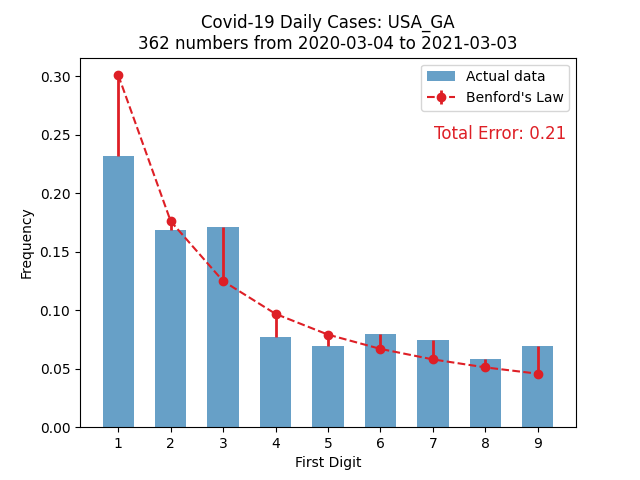 Covid-19 Daily Cases: USA_GA
362 numbers from 2020-03-04 to 2021-03-03
Actual data
Benford's Law
Total Error: 0.21
Frequency
0.30
0.25
0.20
0.15
0.10
0.05
0.00
1 2 3 4 5 6 7 8 9
First Digit